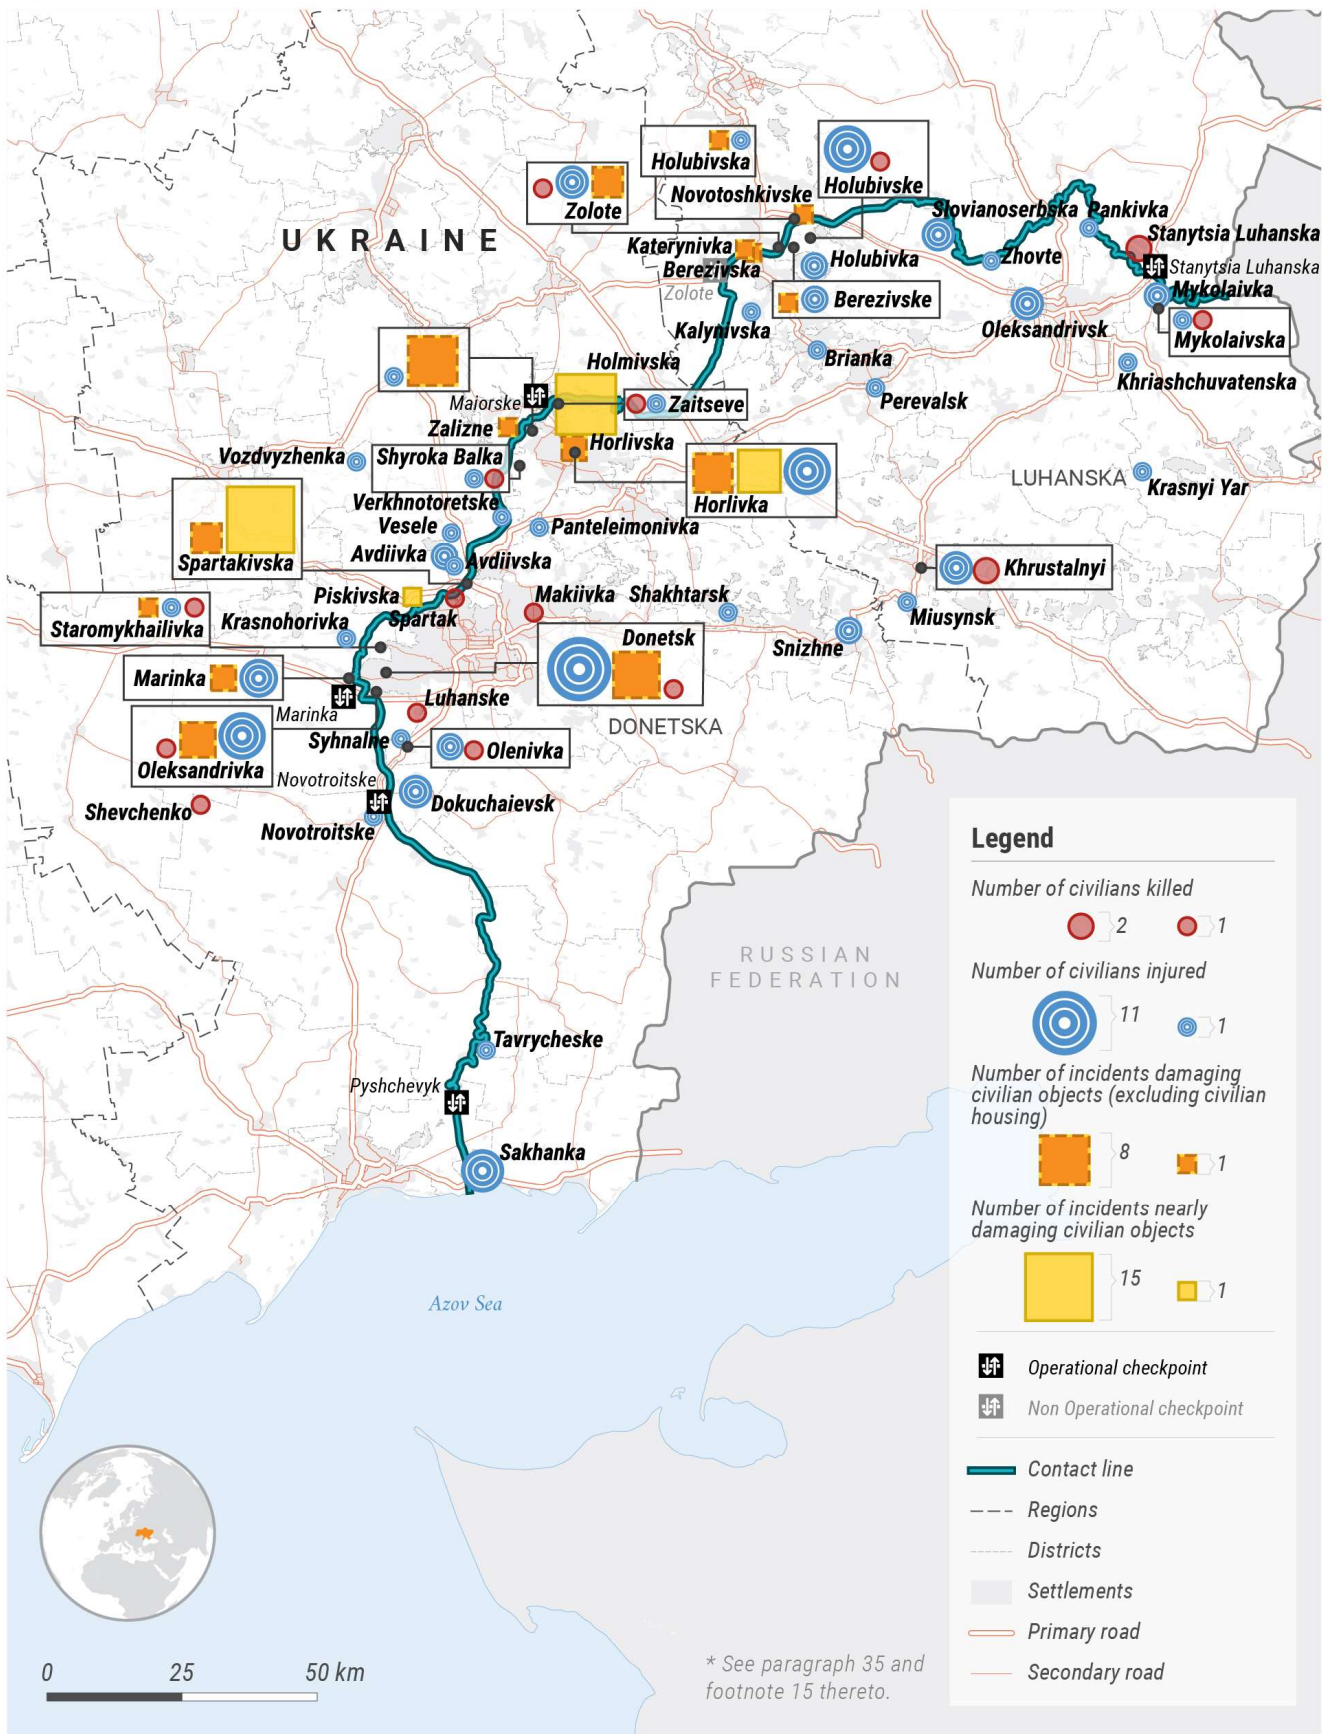 Holubivska
Holubivske
Zolote
Novotoshkivske
UKRAINE
Slovianoserbska
Pankivka
Stanytsia Luhanska
Katerynivka
Berezivska
Holubivka
Zhovte
Stanytsia Luhanska
Zolote
Berezivske
Mykolaivka
Kalynivska
Oleksandrivsk
Mykolaivska
Holmivska
Brianka
Khriashchuvatenska
Maiorske
Zaitseve
Perevalsk
Zalizne
Horlivska
Vozdvyzhenka
Shyroka Balka
LUHANSKA
Krasnyi Yar
Verkhnotoretske
Horlivka
Vesele
Panteleimonivka
Avdiivka
Avdiivska
Spartakivska
Khrustalnyi
Piskivska
Makiivka
Shakhtarsk
Staromykhailivka
Krasnohorivka
Spartak
Miusynsk
Donetsk
Snizhne
Marinka
Luhanske
Marinka
DONETSKA
Syhnalne
Olenivka
Oleksandrivka
Novotroitske
Shevchenko
Dokuchaievsk
Novotroitske
RUSSIAN
FEDERATION
Tavrycheske
Pyshchevyk
Sakhanka
Azov Sea
Legend
Number of civilians killed
2 1
Number of civilians injured
11 1
Number of incidents damaging
civilian objects (excluding civilian
housing)
8 1
Number of incidents nearly
damaging civilian objects
15 1
Operational checkpoint
Non Operational checkpoint
Contact line
Regions
Districts
Settlements
Primary road
Secondary road
0 25 50 km
* See paragraph 35 and
footnote 15 thereto.